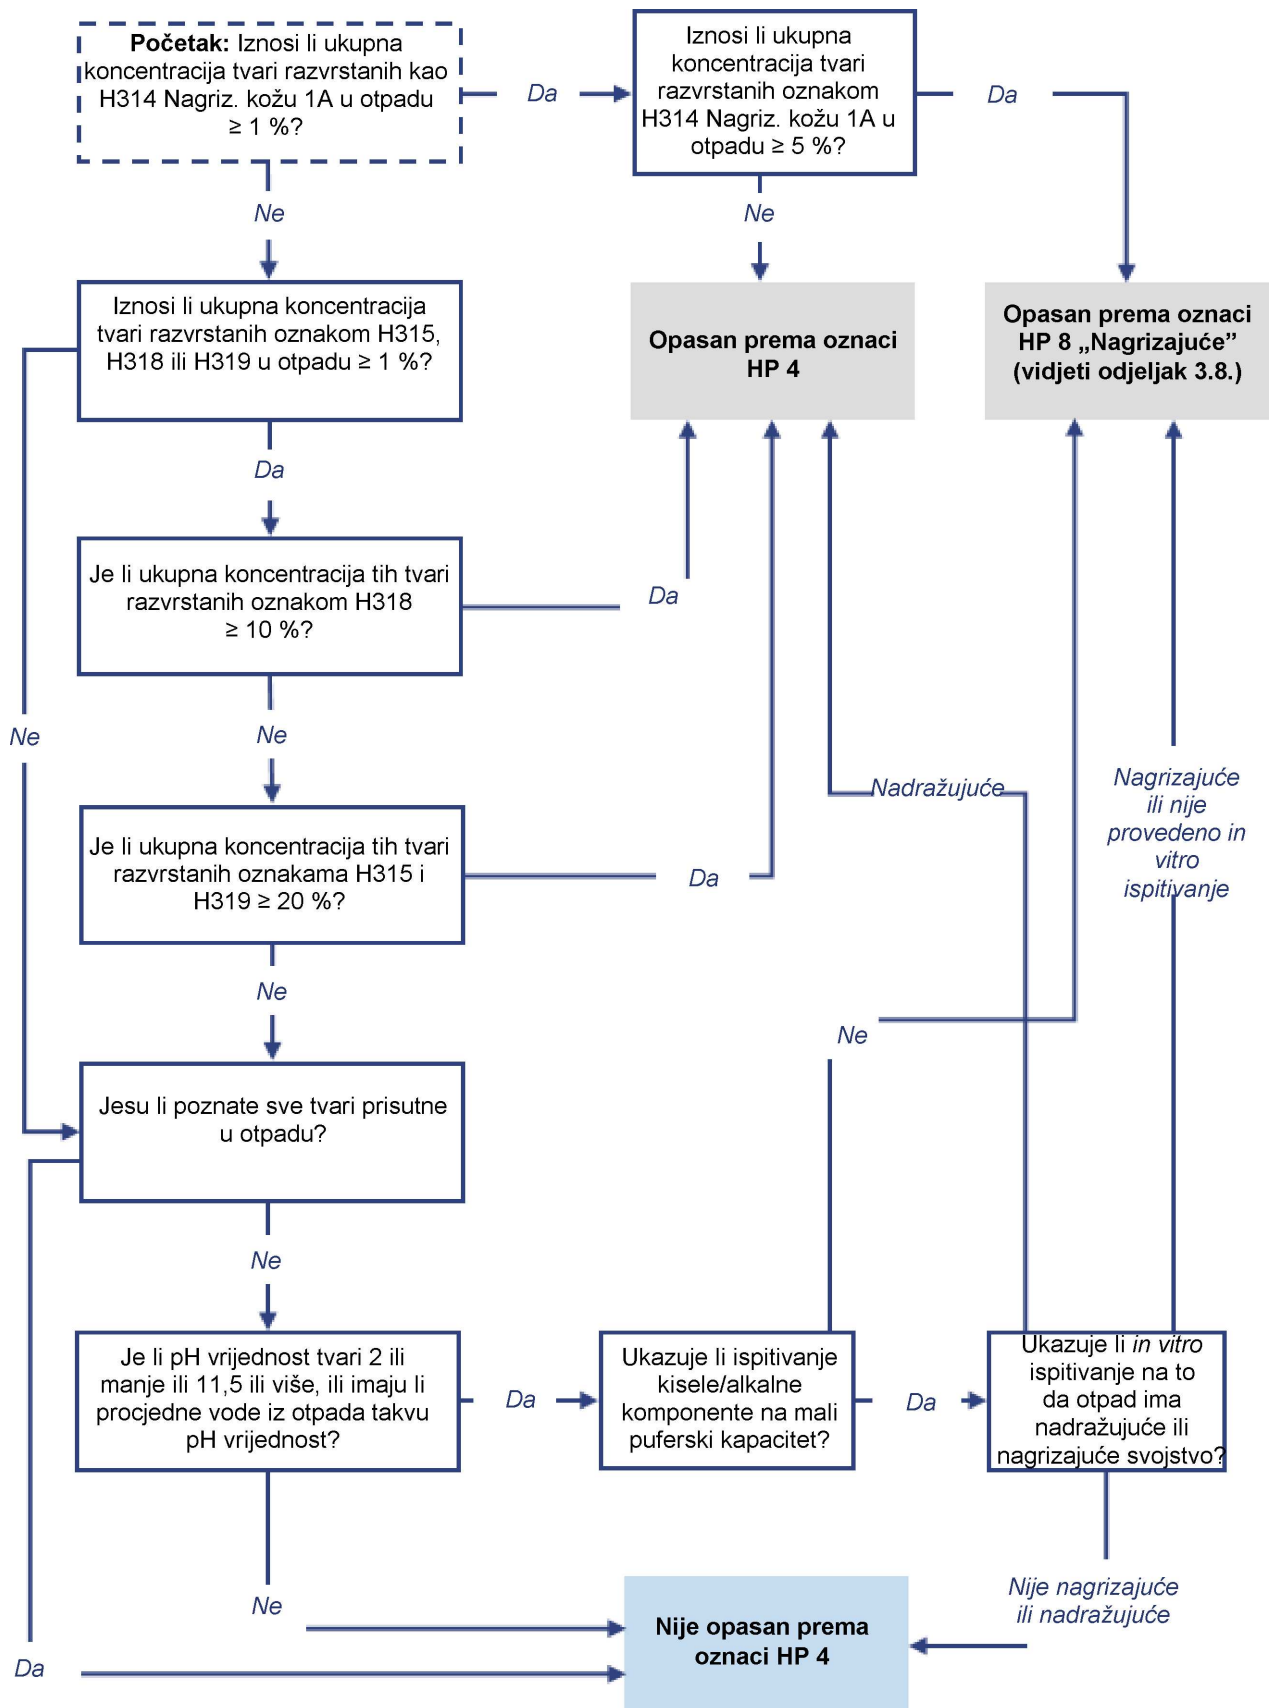 Početak: Iznosi li ukupna
koncentracija tvari razvrstanih kao
H314 Nagriz. kožu 1A u otpadu
≥ 1 %?
Da
Iznosi li ukupna
koncentracija tvari
razvrstanih oznakom
H314 Nagriz. kožu 1A u
otpadu ≥ 5 %?
Da
Ne
Ne
Iznosi li ukupna koncentracija
tvari razvrstanih oznakom H315,
H318 ili H319 u otpadu ≥ 1 %?
Opasan prema oznaci
HP 4
Opasan prema oznaci
HP 8 „Nagrizajuće”
(vidjeti odjeljak 3.8.)
Da
Je li ukupna koncentracija tih tvari
razvrstanih oznakom H318
≥ 10 %?
Da
Ne
Ne
Nadražujuće
Nagrizajuće
ili nije
provedeno in
vitro
ispitivanje
Je li ukupna koncentracija tih tvari
razvrstanih oznakama H315 i
H319 ≥ 20 %?
Da
Ne
Ne
Jesu li poznate sve tvari prisutne
u otpadu?
Ne
Je li pH vrijednost tvari 2 ili
manje ili 11,5 ili više, ili imaju li
procjedne vode iz otpada takvu
pH vrijednost?
Da
Ukazuje li ispitivanje
kisele/alkalne
komponente na mali
puferski kapacitet?
Da
Ukazuje li in vitro
ispitivanje na to
da otpad ima
nadražujuće ili
nagrizajuće svojstvo?
Ne
Nije nagrizajuće
ili nadražujuće
Da
Nije opasan prema
oznaci HP 4